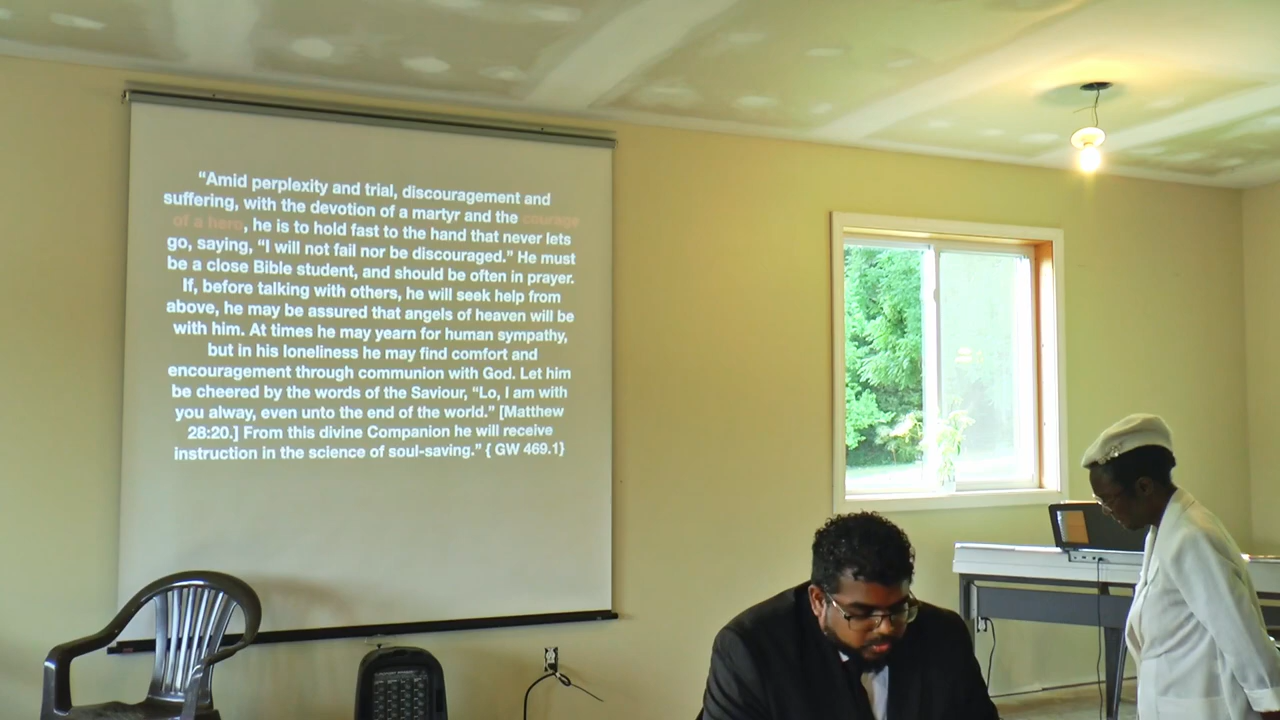 “Amid perplexity and trial, discouragement and
suffering, with the devotion of a martyr and the courage
of a hero, he is to hold fast to the hand that never lets
go, saying, “I will not fail nor be discouraged.” He must
be a close Bible student, and should be often in prayer.
If, before talking with others, he will seek help from
above, he may be assured that angels of heaven will be
with him. At times he may yearn for human sympathy,
but in his loneliness he may find comfort and
encouragement through communion with God. Let him
be cheered by the words of the Saviour, “Lo, I am with
you alway, even unto the end of the world.” [Matthew
28:20.] From this divine Companion he will receive
instruction in the science of soul-saving.” { GW 469.1}